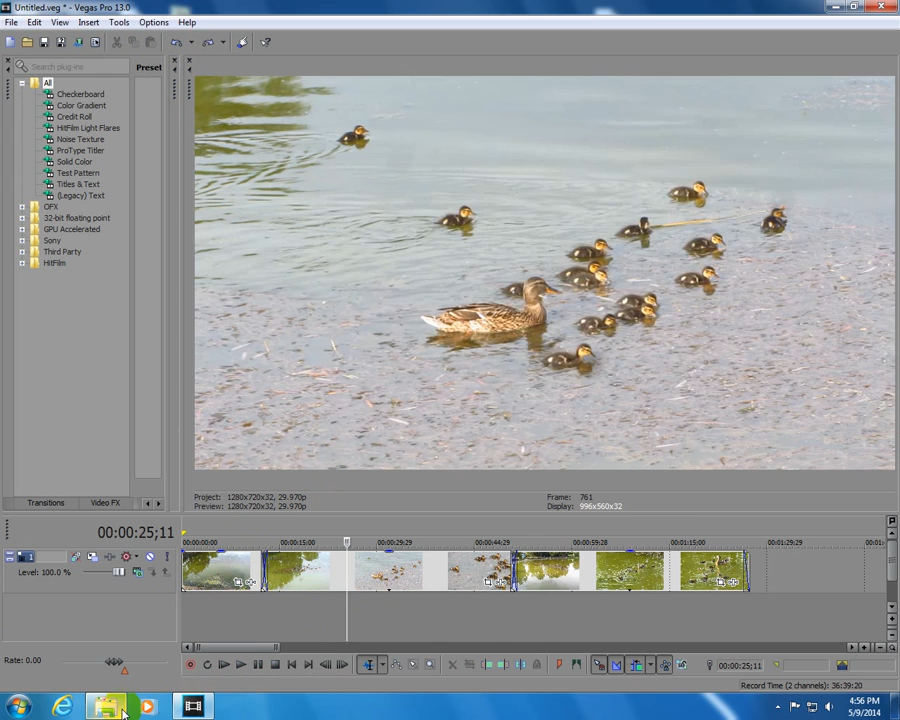 Untitled.veg * - Vegas Pro 13.0
File Edit View Insert Tools Options Help
Search plug-ins
Preset
All
Checkerboard
Color Gradient
Credit Roll
HitFilm Light Flares
Noise Texture
ProType Titler
Solid Color
Test Pattern
Titles & Text
(Legacy) Text
OFX
32-bit floating point
GPU Accelerated
Sony
Third Party
HitFilm
Transitions Video FX
Project: 1280x720x32, 29.970p
Preview: 1280x720x32, 29.970p
Frame: 761
Display: 996x560x32
00:00:25;11
00:00:00:00 00:00:15:00 00:00:29:29 00:00:44:29 00:00:59:28 00:01:15:00 00:01:29:29 00:01:
1
Level: 100.0 %
Rate: 0.00
00:00:25;11
Record Time (2 channels): 36:39:20
4:56 PM
5/9/2014